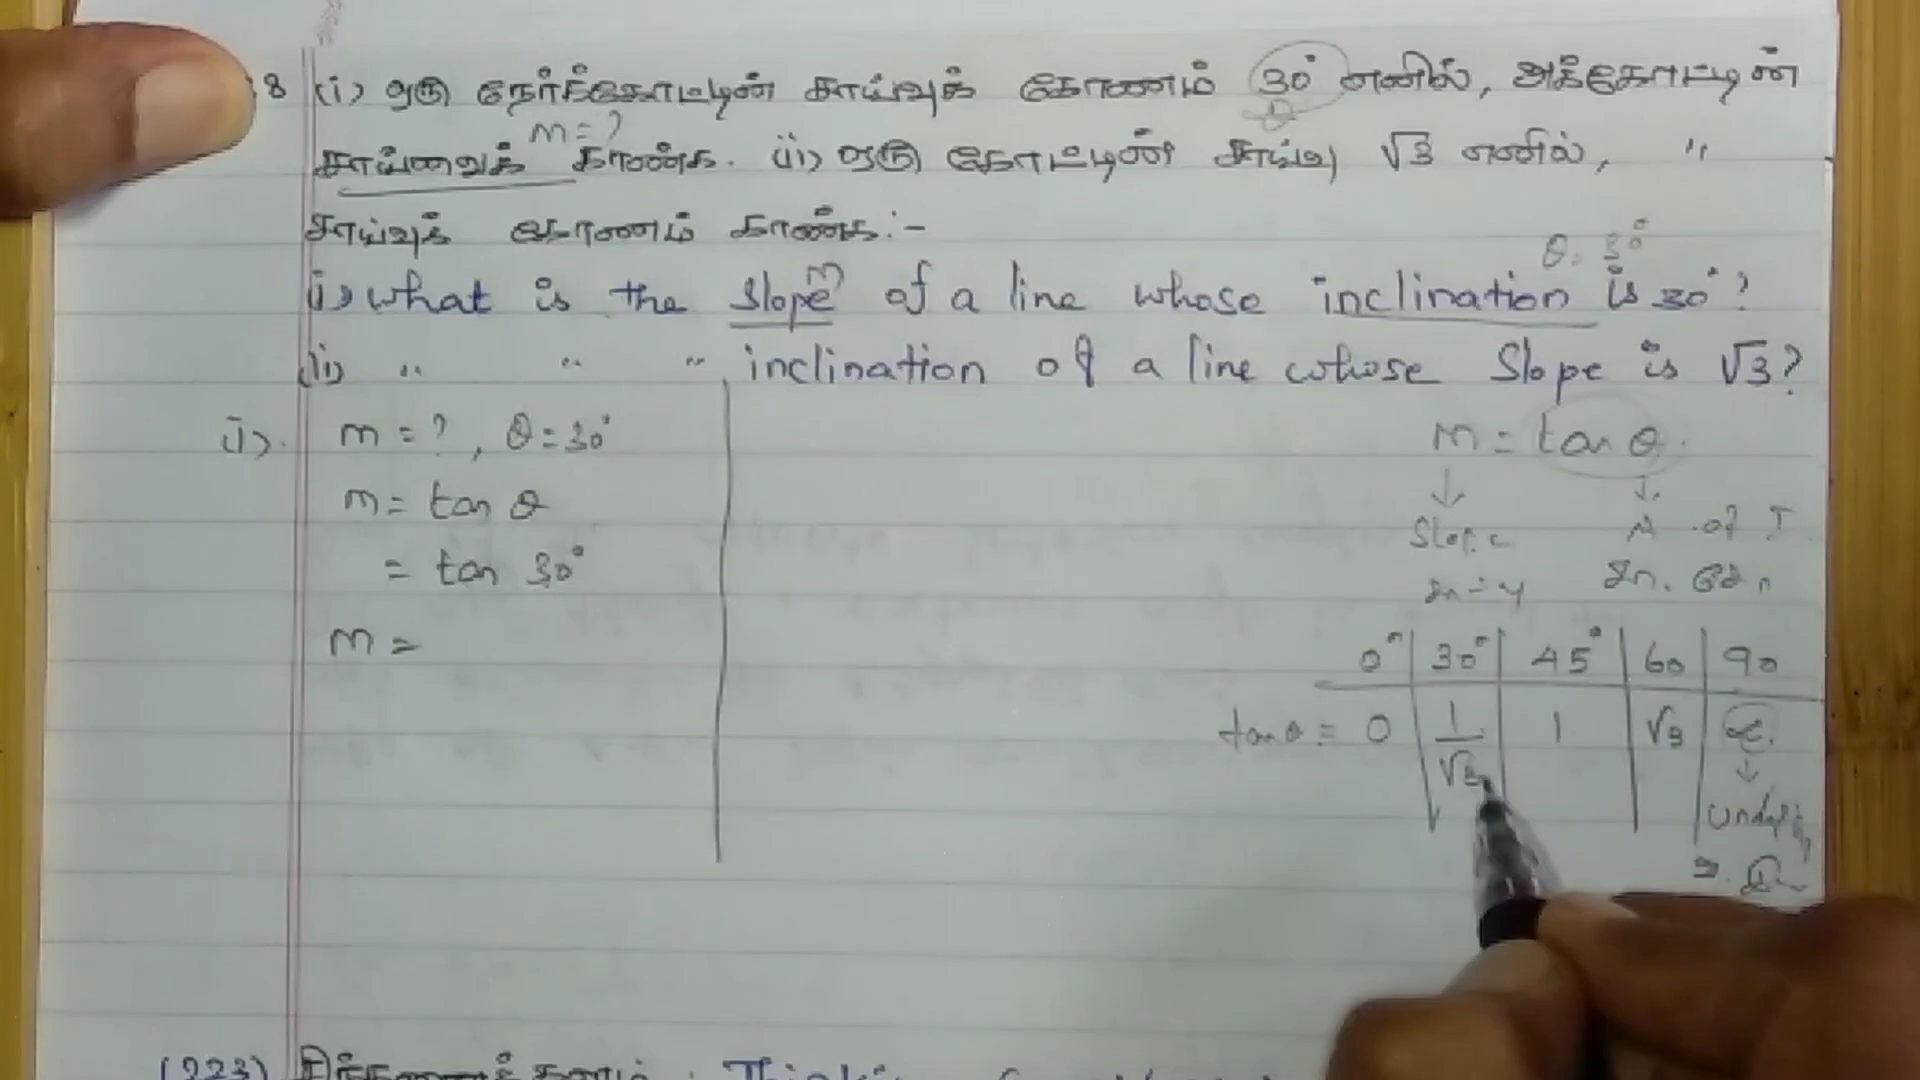 8 (i) ஒரு நேர்க்கோட்டின் சாய்வுக் கோணம் 30° எனில், அக்கோட்டின்
θ
m = ?
சாய்வைக் காண்க. (ii) ஒரு கோட்டின் சாய்வு √3 எனில், "
சாய்வுக் கோணம் காண்க:-
θ = 30°
m
i) what is the slope of a line whose inclination is 30°?
(ii) " " " inclination of a line whose slope is √3?
i). m = ?, θ = 30°
m = tan θ
= tan 30°
m =
m = tan θ.
↓ ↓
Slope A of I
0° | 30° | 45° | 60 | 90
tan θ = 0 | 1/√3 | 1 | √3 | ∞.
↓
(223)